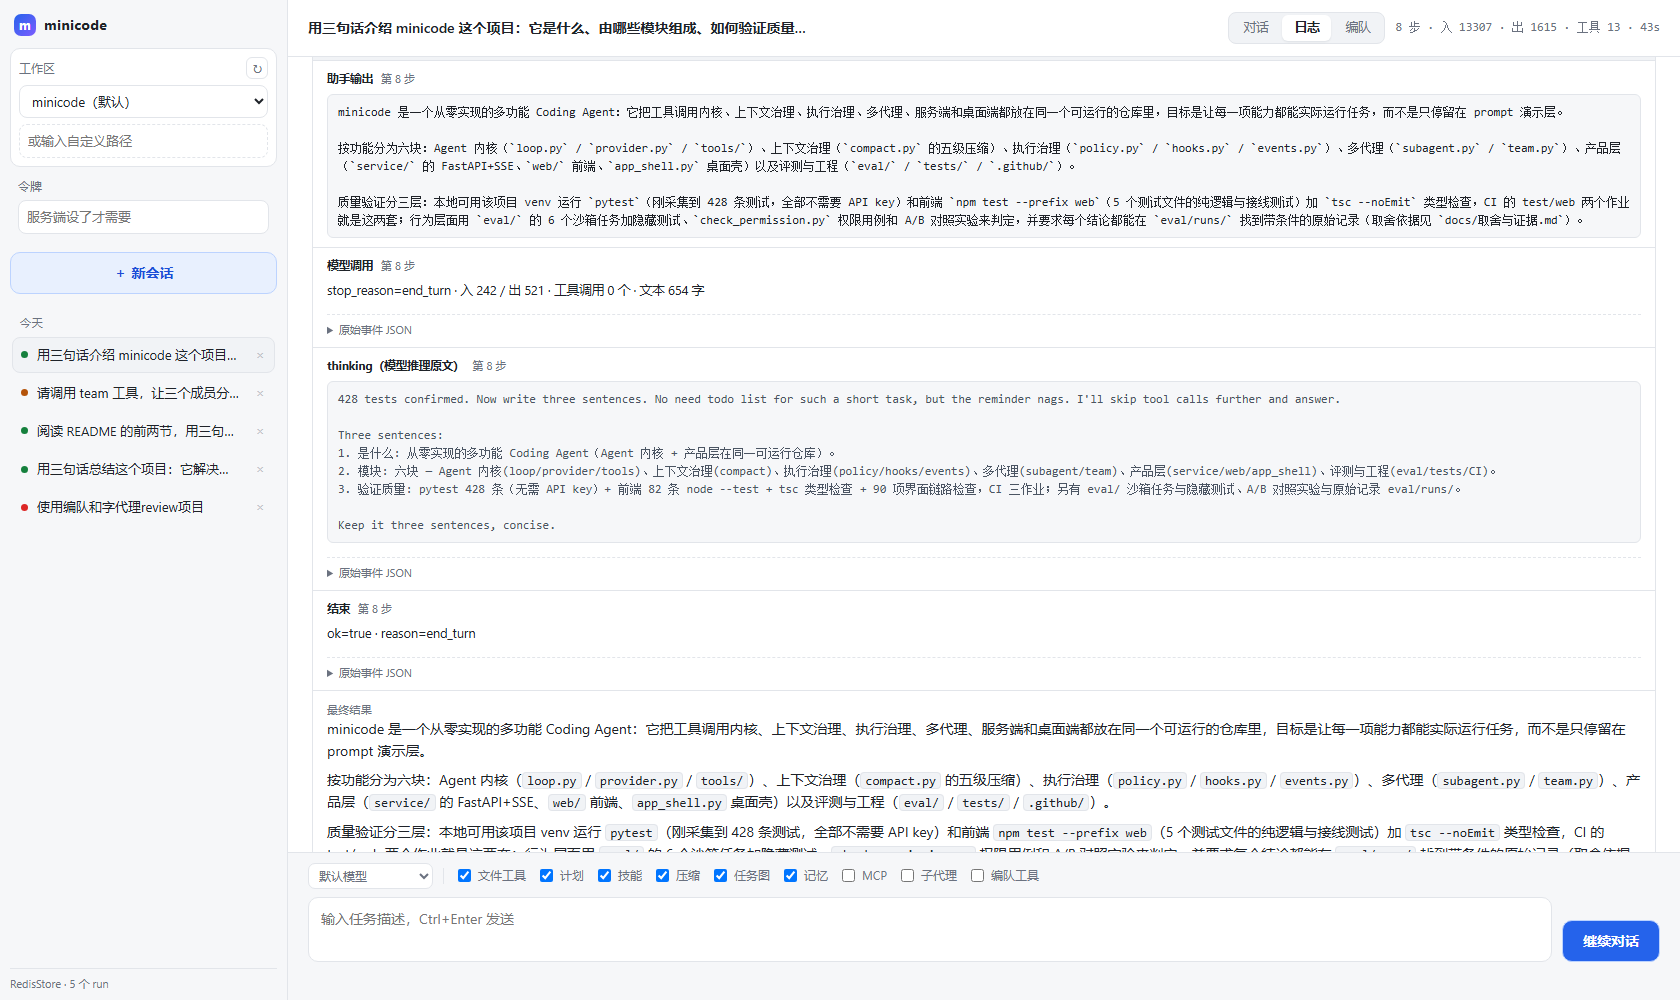 m minicode
工作区 ↻
minicode（默认）
或输入自定义路径
令牌
服务端设了才需要
+ 新会话
今天
用三句话介绍 minicode 这个项目... ×
请调用 team 工具，让三个成员分... ×
阅读 README 的前两节，用三句... ×
用三句话总结这个项目：它解决... ×
使用编队和字代理review项目 ×
RedisStore · 5 个 run
用三句话介绍 minicode 这个项目：它是什么、由哪些模块组成、如何验证质量...
对话 日志 编队 8 步 · 入 13307 · 出 1615 · 工具 13 · 43s
助手输出 第 8 步
minicode 是一个从零实现的多功能 Coding Agent：它把工具调用内核、上下文治理、执行治理、多代理、服务端和桌面端都放在同一个可运行的仓库里，目标是让每一项能力都能实际运行任务，而不是只停留在 prompt 演示层。
按功能分为六块：Agent 内核（`loop.py` / `provider.py` / `tools/`）、上下文治理（`compact.py` 的五级压缩）、执行治理（`policy.py` / `hooks.py` / `events.py`）、多代理（`subagent.py` / `team.py`）、产品层
（`service/` 的 FastAPI+SSE、`web/` 前端、`app_shell.py` 桌面壳）以及评测与工程（`eval/` / `tests/` / `.github/`）。
质量验证分三层：本地可用该项目 venv 运行 `pytest`（刚采集到 428 条测试，全部不需要 API key）和前端 `npm test --prefix web`（5 个测试文件的纯逻辑与接线测试）加 `tsc --noEmit` 类型检查，CI 的 test/web 两个作业
就是这两套；行为层面用 `eval/` 的 6 个沙箱任务加隐藏测试、`check_permission.py` 权限用例和 A/B 对照实验来判定，并要求每个结论都能在 `eval/runs/` 找到带条件的原始记录（取舍依据见 `docs/取舍与证据.md`）。
模型调用 第 8 步
stop_reason=end_turn · 入 242 / 出 521 · 工具调用 0 个 · 文本 654 字
▶ 原始事件 JSON
thinking（模型推理原文） 第 8 步
428 tests confirmed. Now write three sentences. No need todo list for such a short task, but the reminder nags. I'll skip tool calls further and answer.
Three sentences:
1. 是什么: 从零实现的多功能 Coding Agent（Agent 内核 + 产品层在同一可运行仓库）。
2. 模块: 六块 — Agent 内核(loop/provider/tools)、上下文治理(compact)、执行治理(policy/hooks/events)、多代理(subagent/team)、产品层(service/web/app_shell)、评测与工程(eval/tests/CI)。
3. 验证质量: pytest 428 条（无需 API key）+ 前端 82 条 node --test + tsc 类型检查 + 90 项界面链路检查，CI 三作业；另有 eval/ 沙箱任务与隐藏测试、A/B 对照实验与原始记录 eval/runs/。
Keep it three sentences, concise.
▶ 原始事件 JSON
结束 第 8 步
ok=true · reason=end_turn
▶ 原始事件 JSON
最终结果
minicode 是一个从零实现的多功能 Coding Agent：它把工具调用内核、上下文治理、执行治理、多代理、服务端和桌面端都放在同一个可运行的仓库里，目标是让每一项能力都能实际运行任务，而不是只停留在
prompt 演示层。
按功能分为六块：Agent 内核（loop.py / provider.py / tools/）、上下文治理（compact.py 的五级压缩）、执行治理（policy.py / hooks.py / events.py）、多代理（subagent.py / team.py）、产
品层（service/ 的 FastAPI+SSE、web/ 前端、app_shell.py 桌面壳）以及评测与工程（eval/ / tests/ / .github/）。
质量验证分三层：本地可用该项目 venv 运行 pytest（刚采集到 428 条测试，全部不需要 API key）和前端 npm test --prefix web（5 个测试文件的纯逻辑与接线测试）加 tsc --noEmit 类型检查，CI 的
默认模型 文件工具 计划 技能 压缩 任务图 记忆 MCP 子代理 编队工具
输入任务描述，Ctrl+Enter 发送
继续对话